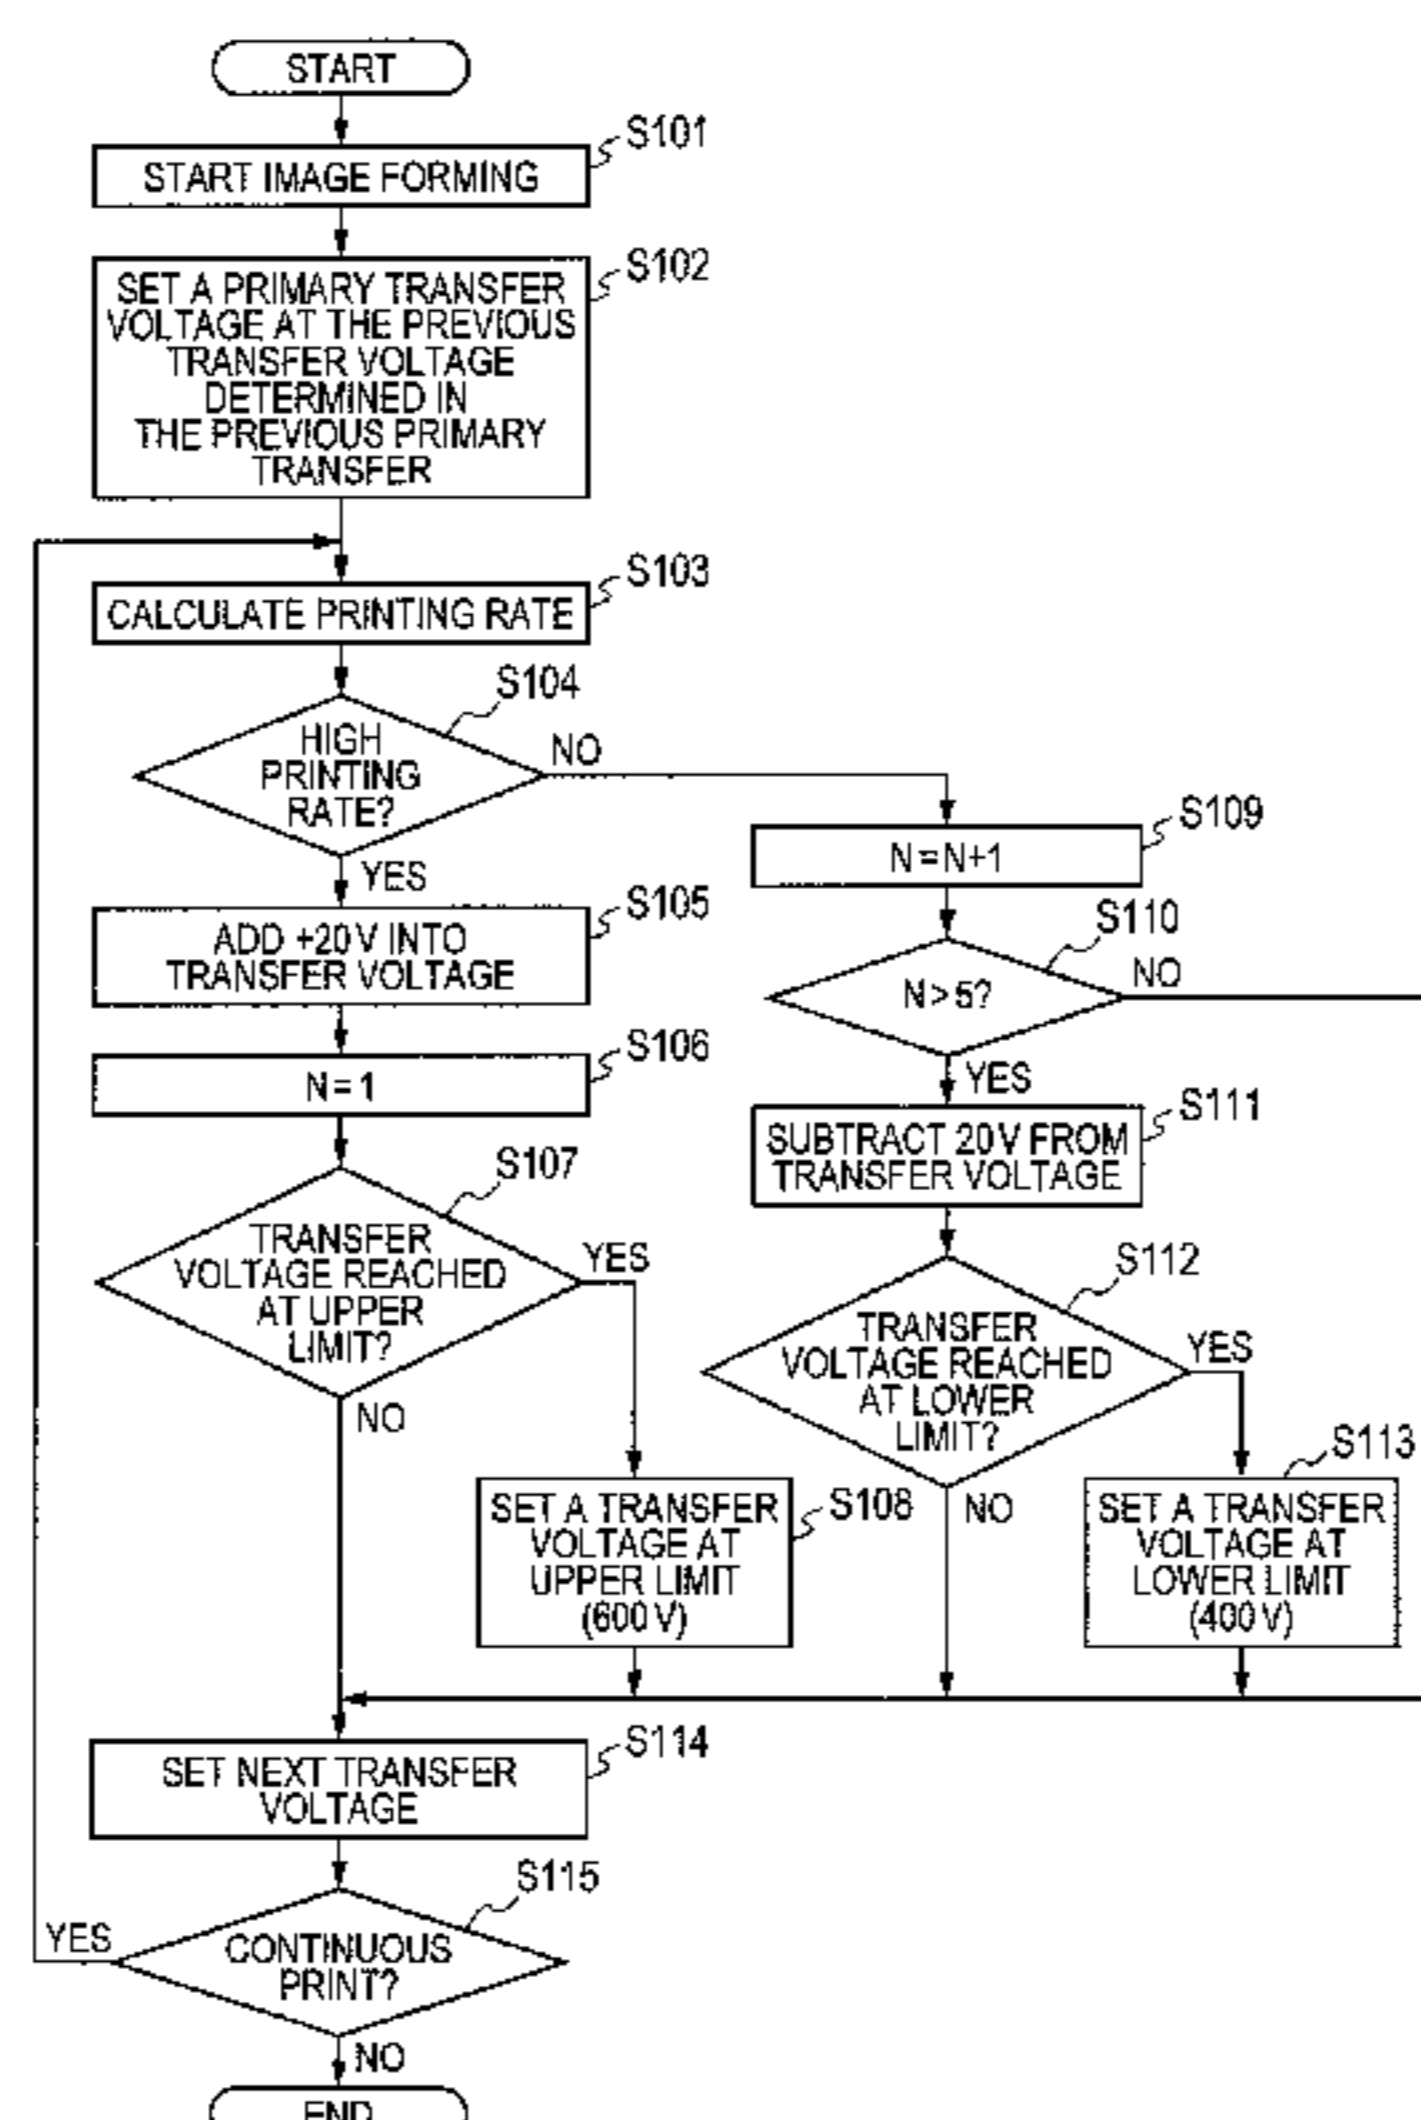 START
S101
START IMAGE FORMING
S102
SET A PRIMARY TRANSFER
VOLTAGE AT THE PREVIOUS
TRANSFER VOLTAGE
DETERMINED IN
THE PREVIOUS PRIMARY
TRANSFER
S103
CALCULATE PRINTING RATE
S104
HIGH
PRINTING
RATE?
NO
YES
S105
ADD +20 V INTO
TRANSFER VOLTAGE
S106
N = 1
S107
TRANSFER
VOLTAGE REACHED
AT UPPER
LIMIT?
YES
NO
S108
SET A TRANSFER
VOLTAGE AT
UPPER LIMIT
(600 V)
S109
N = N+1
S110
N > 5?
NO
YES
S111
SUBTRACT 20 V FROM
TRANSFER VOLTAGE
S112
TRANSFER
VOLTAGE REACHED
AT LOWER
LIMIT?
YES
NO
S113
SET A TRANSFER
VOLTAGE AT
LOWER LIMIT
(400 V)
S114
SET NEXT TRANSFER
VOLTAGE
S115
CONTINUOUS
PRINT?
YES
NO
END